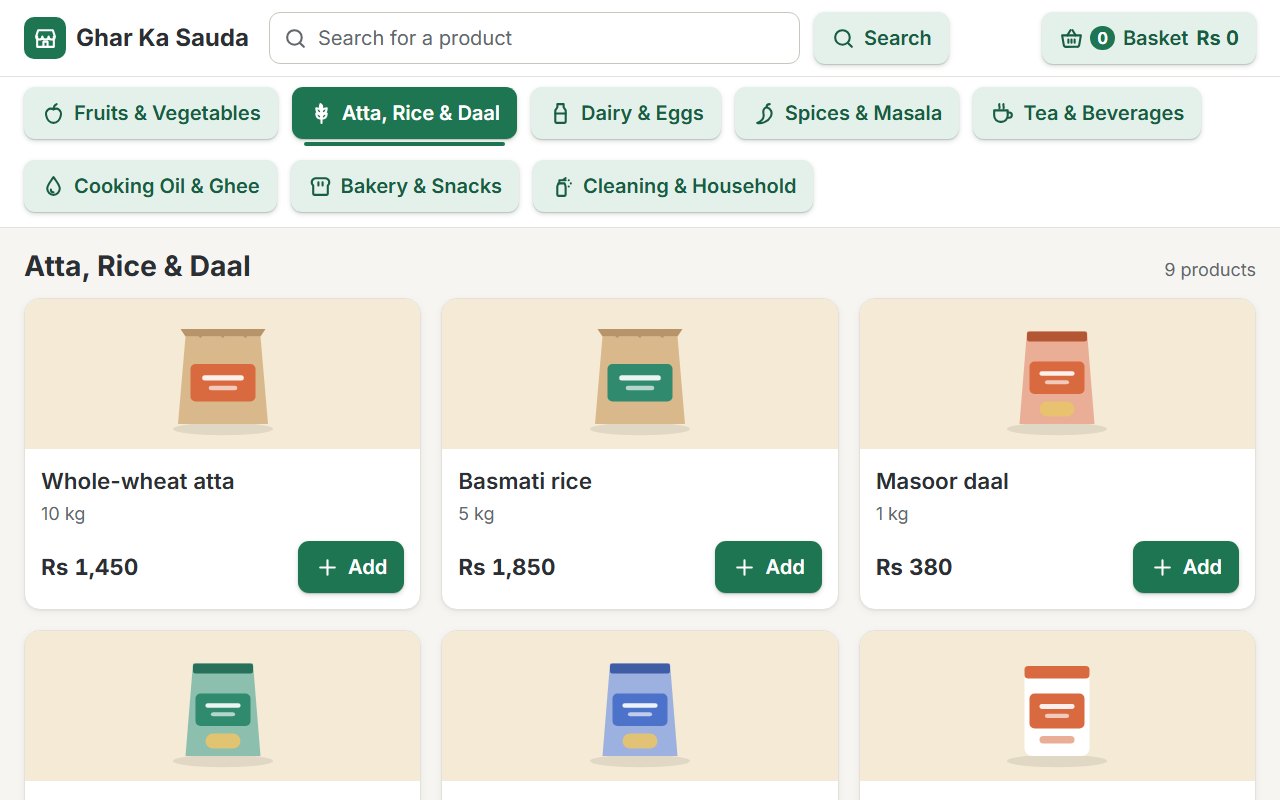 Ghar Ka Sauda
Search for a product
Search
0 Basket Rs 0
Fruits & Vegetables
Atta, Rice & Daal
Dairy & Eggs
Spices & Masala
Tea & Beverages
Cooking Oil & Ghee
Bakery & Snacks
Cleaning & Household
Atta, Rice & Daal
9 products
Whole-wheat atta
10 kg
Rs 1,450
Add
Basmati rice
5 kg
Rs 1,850
Add
Masoor daal
1 kg
Rs 380
Add